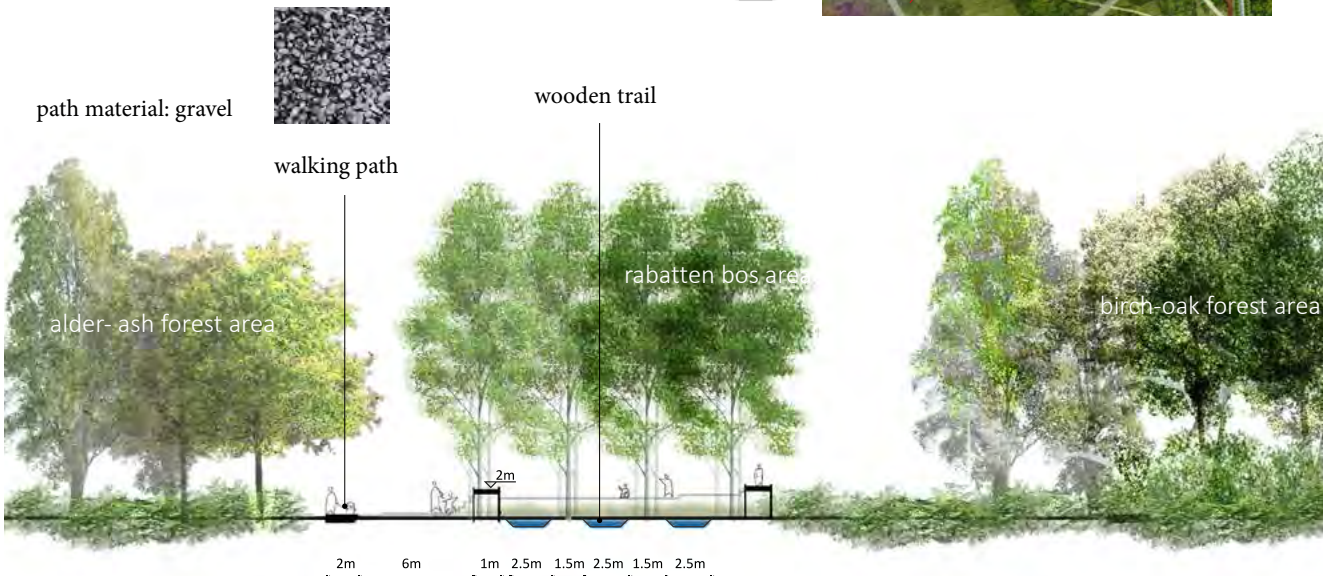 path material: gravel
wooden trail
walking path
rabatten bos area
alder- ash forest area
birch-oak forest area
2m
2m 6m 1m 2.5m 1.5m 2.5m 1.5m 2.5m